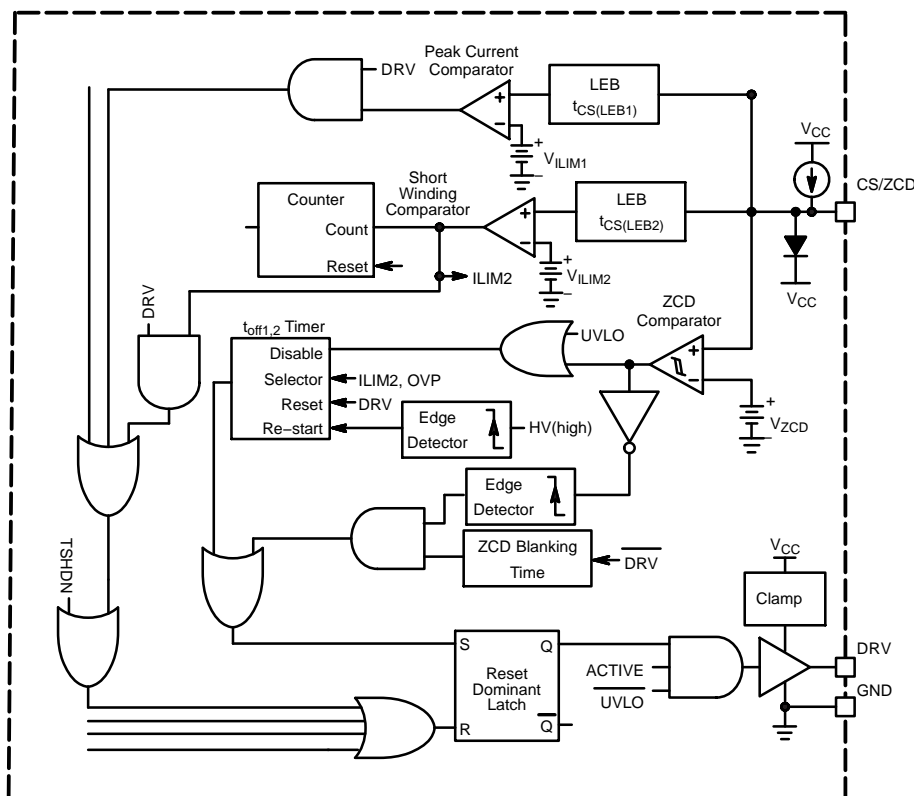 Peak Current
Comparator
DRV
LEB
tCS(LEB1)
+
−
+
−
VILIM1
VCC
CS/ZCD
Short
Winding
Comparator
Counter
Count
Reset
LEB
tCS(LEB2)
+
−
+
−
VILIM2
ILIM2
VCC
DRV
toff1,2 Timer
Disable
Selector
Reset
Re−start
UVLO
ZCD
Comparator
+
−
+
−
VZCD
ILIM2, OVP
DRV
Edge
Detector
HV(high)
Edge
Detector
ZCD Blanking
Time
DRV
TSHDN
VCC
Clamp
S
Q
Reset
Dominant
Latch
R
Q
ACTIVE
UVLO
DRV
GND